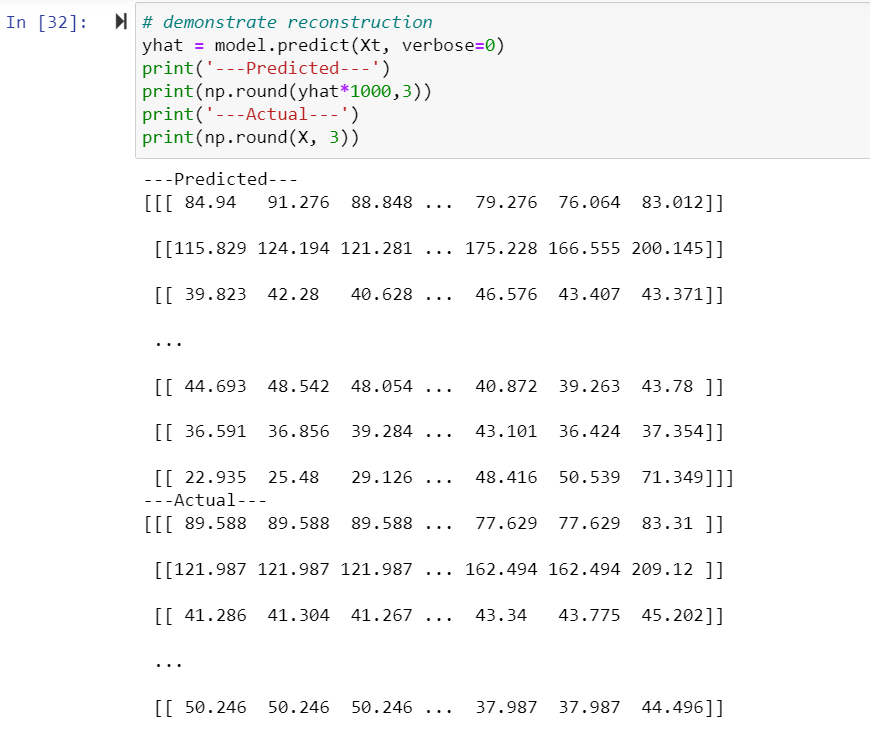 In [32]:
# demonstrate reconstruction
yhat = model.predict(Xt, verbose=0)
print('---Predicted---')
print(np.round(yhat*1000,3))
print('---Actual---')
print(np.round(X, 3))
---Predicted---
[[[ 84.94   91.276  88.848 ...  79.276  76.064  83.012]]
[[115.829 124.194 121.281 ... 175.228 166.555 200.145]]
[[ 39.823  42.28   40.628 ...  46.576  43.407  43.371]]
...
[[ 44.693  48.542  48.054 ...  40.872  39.263  43.78 ]]
[[ 36.591  36.856  39.284 ...  43.101  36.424  37.354]]
[[ 22.935  25.48   29.126 ...  48.416  50.539  71.349]]]
---Actual---
[[[ 89.588  89.588  89.588 ...  77.629  77.629  83.31 ]]
[[121.987 121.987 121.987 ... 162.494 162.494 209.12 ]]
[[ 41.286  41.304  41.267 ...  43.34   43.775  45.202]]
...
[[ 50.246  50.246  50.246 ...  37.987  37.987  44.496]]